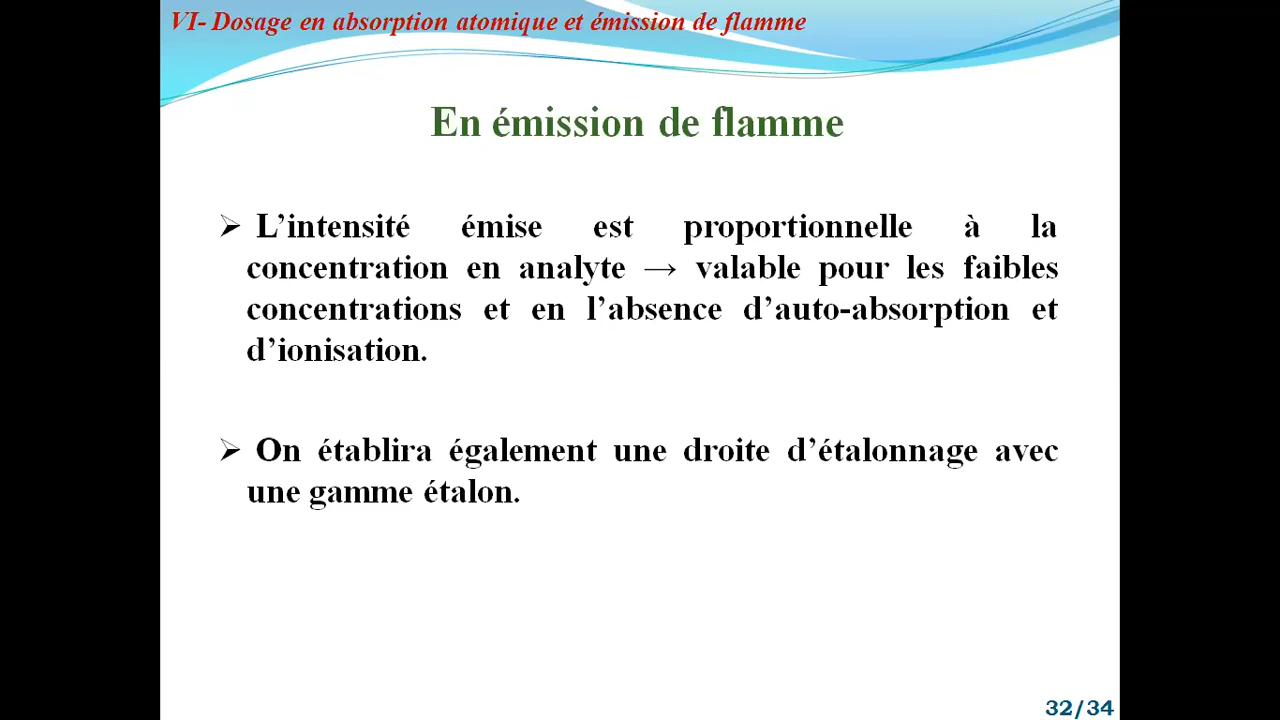 VI- Dosage en absorption atomique et émission de flamme
En émission de flamme
➢ L’intensité émise est proportionnelle à la
concentration en analyte → valable pour les faibles
concentrations et en l’absence d’auto-absorption et
d’ionisation.
➢ On établira également une droite d’étalonnage avec
une gamme étalon.
32/34